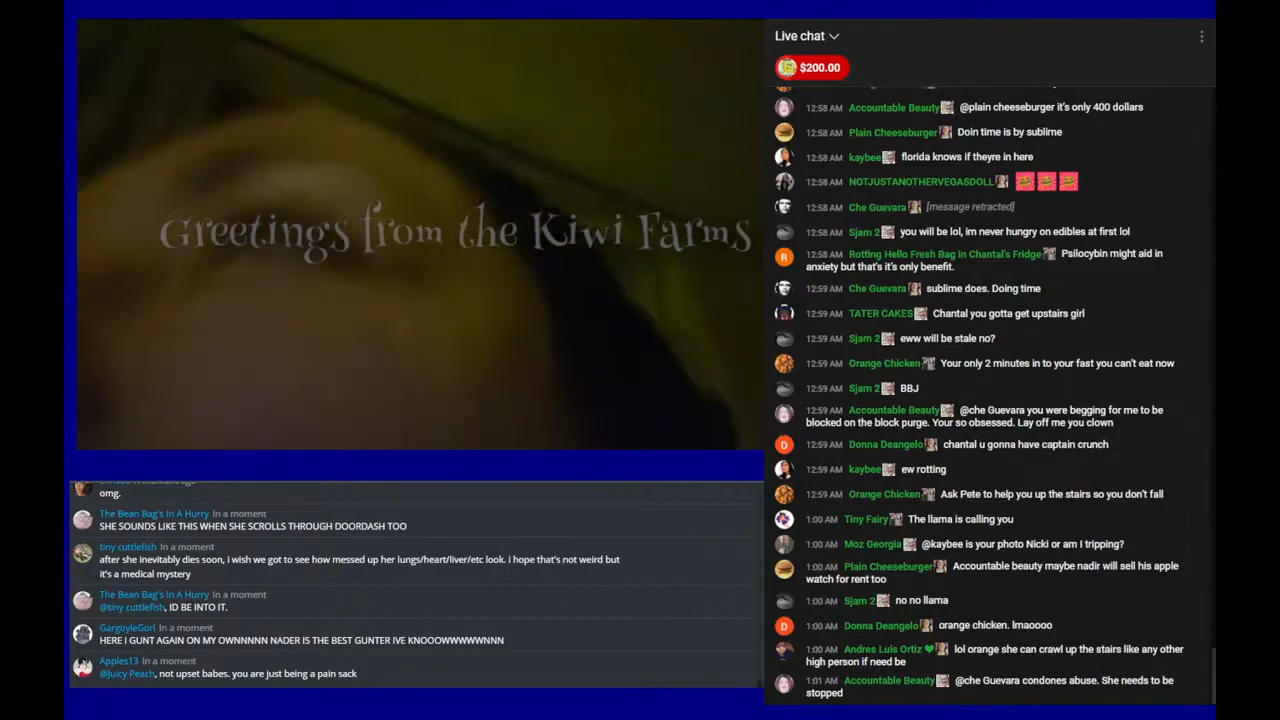 Greetings from the Kiwi Farms
omg.
The Bean Bag's In A Hurry In a moment
SHE SOUNDS LIKE THIS WHEN SHE SCROLLS THROUGH DOORDASH TOO
tiny cuttlefish In a moment
after she inevitably dies soon, i wish we got to see how messed up her lungs/heart/liver/etc look. i hope that's not weird but
it's a medical mystery
The Bean Bag's In A Hurry In a moment
@tiny cuttlefish, ID BE INTO IT.
GargoyleGorl In a moment
HERE I GUNT AGAIN ON MY OWNNNNN NADER IS THE BEST GUNTER IVE KNOOOWWWWWNNN
Apples13 In a moment
@Juicy Peach, not upset babes. you are just being a pain sack
Live chat
$200.00
12:58 AM Accountable Beauty @plain cheeseburger it's only 400 dollars
12:58 AM Plain Cheeseburger Doin time is by sublime
12:58 AM kaybee florida knows if theyre in here
12:58 AM NOTJUSTANOTHERVEGASDOLL
12:58 AM Che Guevara [message retracted]
12:58 AM Sjam 2 you will be lol, im never hungry on edibles at first lol
R 12:58 AM Rotting Hello Fresh Bag In Chantal's Fridge Psilocybin might aid in
anxiety but that's it's only benefit.
12:59 AM Che Guevara sublime does. Doing time
12:59 AM TATER CAKES Chantal you gotta get upstairs girl
12:59 AM Sjam 2 eww will be stale no?
12:59 AM Orange Chicken Your only 2 minutes in to your fast you can't eat now
12:59 AM Sjam 2 BBJ
12:59 AM Accountable Beauty @che Guevara you were begging for me to be
blocked on the block purge. Your so obsessed. Lay off me you clown
D 12:59 AM Donna Deangelo chantal u gonna have captain crunch
12:59 AM kaybee ew rotting
12:59 AM Orange Chicken Ask Pete to help you up the stairs so you don't fall
1:00 AM Tiny Fairy The llama is calling you
1:00 AM Moz Georgia @kaybee is your photo Nicki or am I tripping?
1:00 AM Plain Cheeseburger Accountable beauty maybe nadir will sell his apple
watch for rent too
1:00 AM Sjam 2 no no llama
D 1:00 AM Donna Deangelo orange chicken. lmaoooo
1:00 AM Andres Luis Ortiz 💚 lol orange she can crawl up the stairs like any other
high person if need be
1:01 AM Accountable Beauty @che Guevara condones abuse. She needs to be
stopped